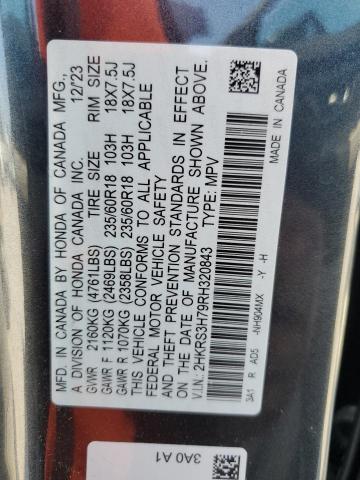 MFD. IN CANADA BY HONDA OF CANADA MFG.,
A DIVISION OF HONDA CANADA INC. 12/23
GVWR 2160KG (4761LBS) TIRE SIZE RIM SIZE
GAWR F 1120KG (2469LBS) 235/60R18 103H 18X7.5J
GAWR R 1070KG (2358LBS) 235/60R18 103H 18X7.5J
THIS VEHICLE CONFORMS TO ALL APPLICABLE
FEDERAL MOTOR VEHICLE SAFETY
AND THEFT PREVENTION STANDARDS IN EFFECT
ON THE DATE OF MANUFACTURE SHOWN ABOVE.
V.I.N.: 2HKRS3H79RH320843 TYPE: MPV
3A1 R AD5 -NH904MX -Y -H
MADE IN CANADA
3A0 A1